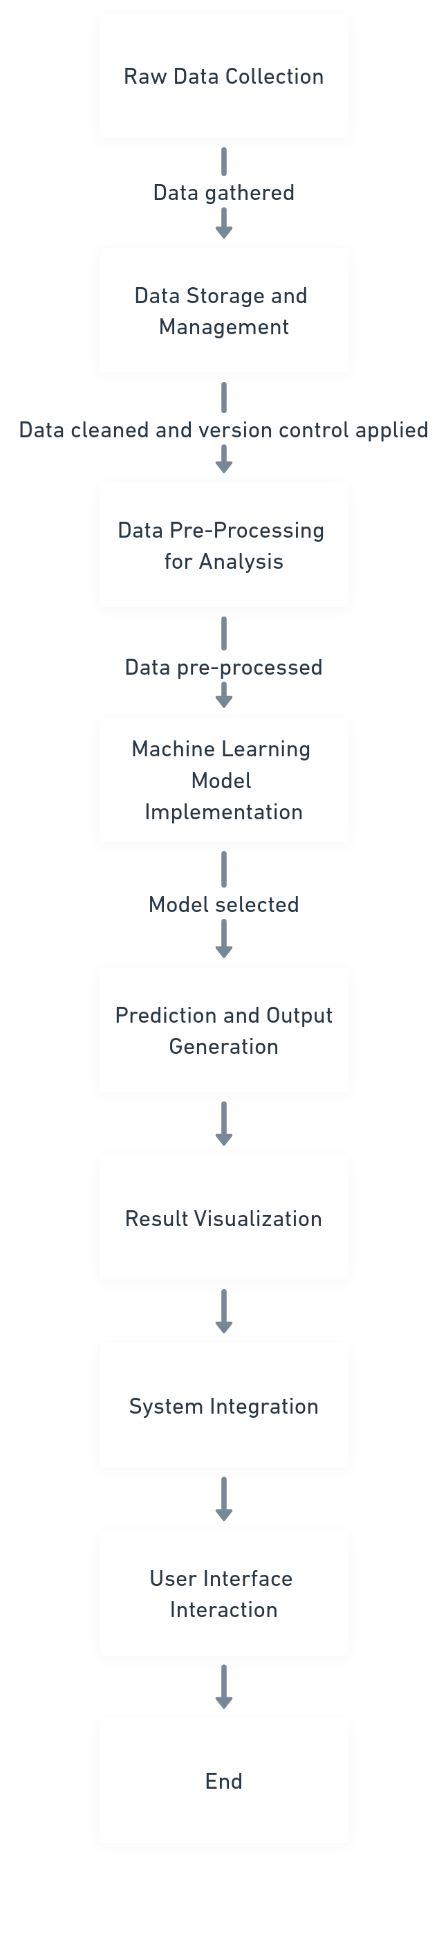 Raw Data Collection
Data gathered
Data Storage and
Management
Data cleaned and version control applied
Data Pre-Processing
for Analysis
Data pre-processed
Machine Learning
Model
Implementation
Model selected
Prediction and Output
Generation
Result Visualization
System Integration
User Interface
Interaction
End